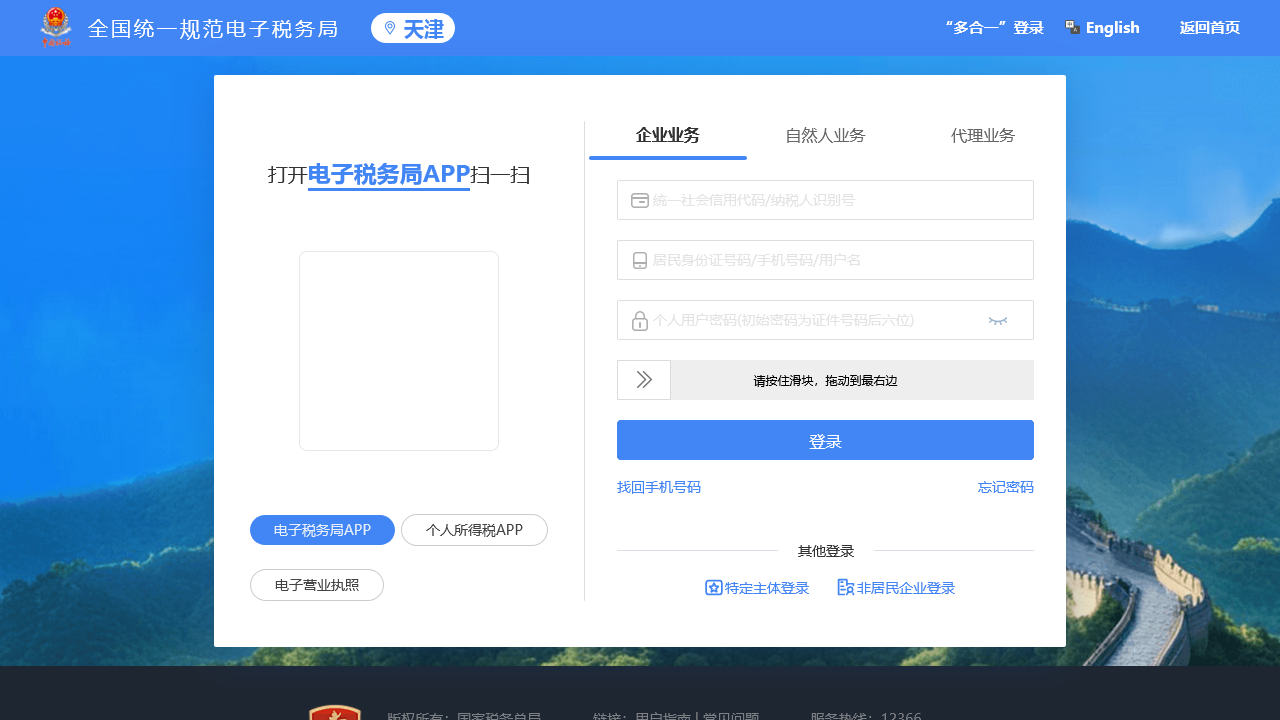 全国统一规范电子税务局
天津
“多合一”登录
English
返回首页
打开电子税务局APP扫一扫
电子税务局APP
个人所得税APP
电子营业执照
企业业务
自然人业务
代理业务
统一社会信用代码/纳税人识别号
居民身份证号码/手机号码/用户名
个人用户密码(初始密码为证件号码后六位)
请按住滑块，拖动到最右边
登录
找回手机号码
忘记密码
其他登录
特定主体登录
非居民企业登录
版权所有：国家税务总局
链接：用户指南 | 常见问题
服务热线：12366